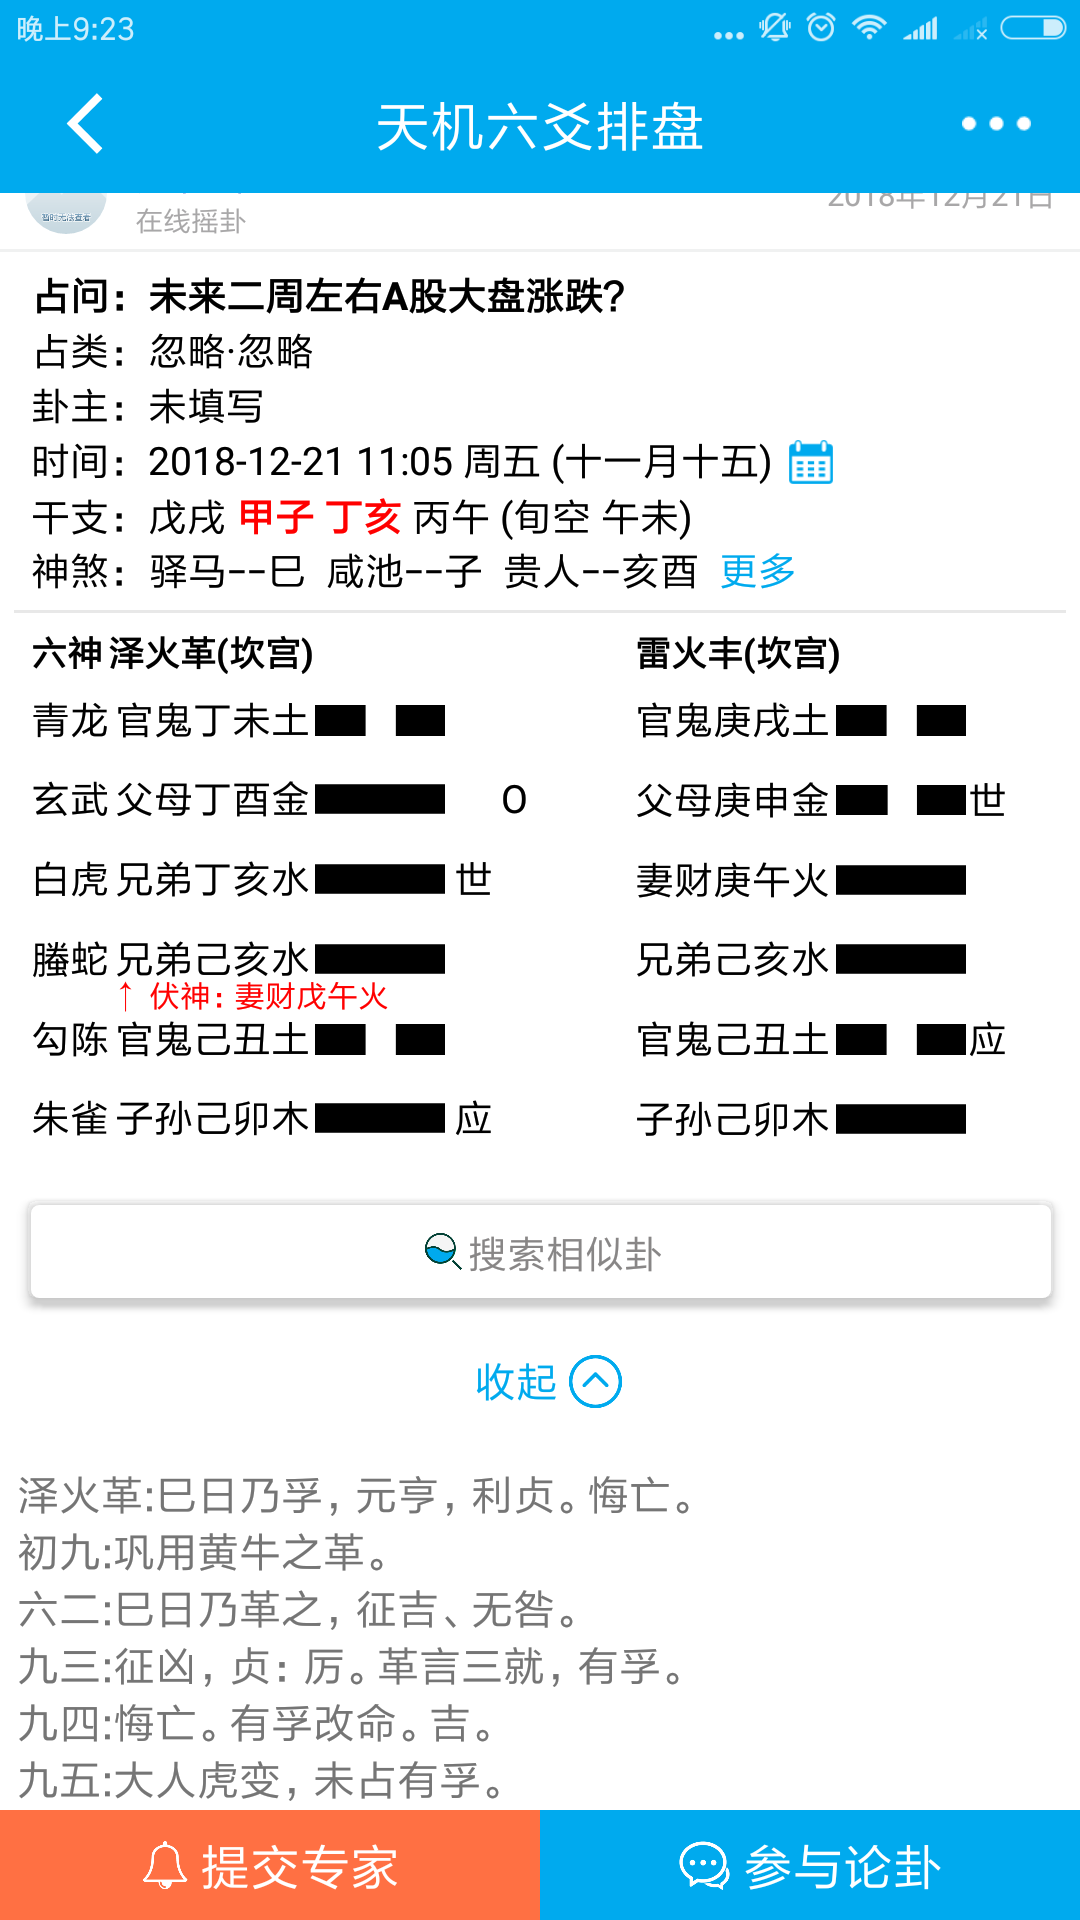 晚上9:23
天机六爻排盘
暂时无法查看
2018年12月21日
在线摇卦
占问：未来二周左右A股大盘涨跌?
占类：忽略·忽略
卦主：未填写
时间：2018-12-21 11:05 周五 (十一月十五)
干支：戊戌 甲子 丁亥 丙午 (旬空 午未)
神煞：驿马--巳 咸池--子 贵人--亥酉 更多
六神 泽火革(坎宫) 雷火丰(坎宫)
青龙 官鬼丁未土 官鬼庚戌土
玄武 父母丁酉金 O 父母庚申金 世
白虎 兄弟丁亥水 世 妻财庚午火
螣蛇 兄弟己亥水 兄弟己亥水
↑ 伏神：妻财戊午火
勾陈 官鬼己丑土 官鬼己丑土 应
朱雀 子孙己卯木 应 子孙己卯木
搜索相似卦
收起
泽火革:巳日乃孚，元亨，利贞。悔亡。
初九:巩用黄牛之革。
六二:巳日乃革之，征吉、无咎。
九三:征凶，贞：厉。革言三就，有孚。
九四:悔亡。有孚改命。吉。
九五:大人虎变，未占有孚。
提交专家
参与论卦